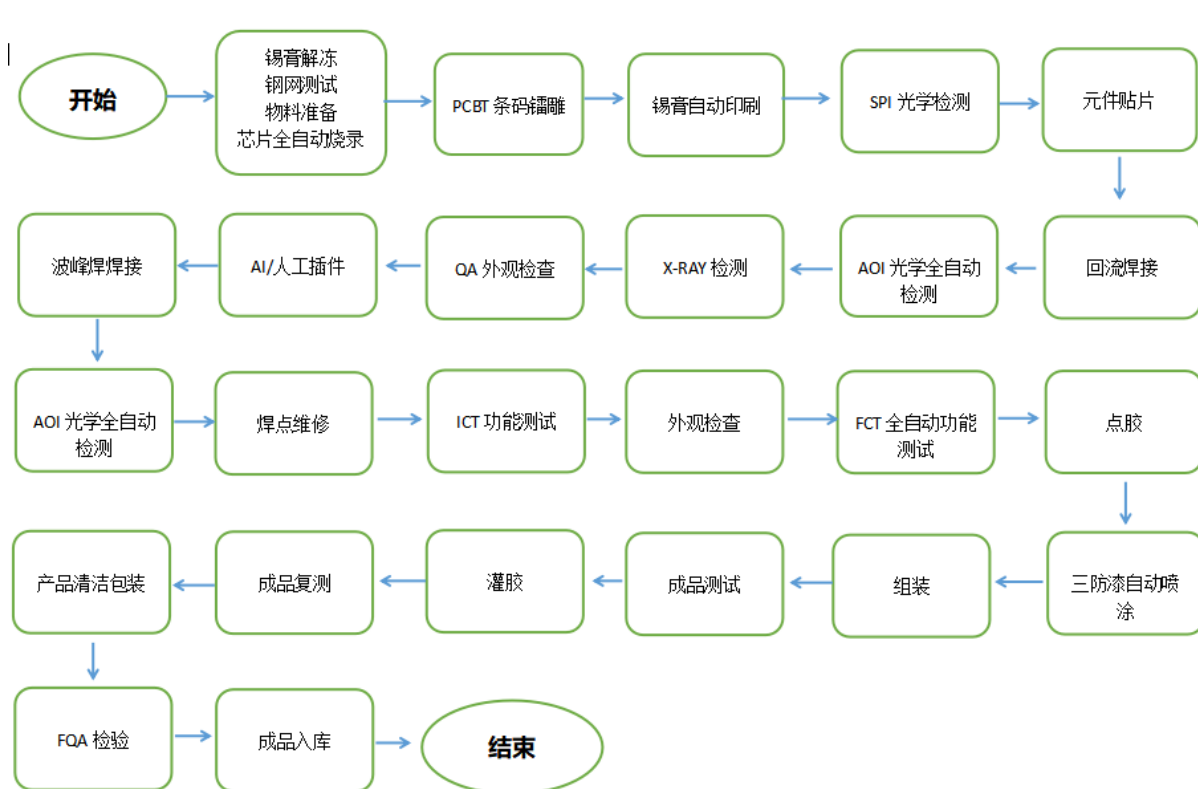 开始
锡膏解冻
钢网测试
物料准备
芯片全自动烧录
PCBT 条码镭雕
锡膏自动印刷
SPI 光学检测
元件贴片
回流焊接
AOI 光学全自动
检测
X-RAY 检测
QA 外观检查
AI/人工插件
波峰焊焊接
AOI 光学全自动
检测
焊点维修
ICT 功能测试
外观检查
FCT 全自动功能
测试
点胶
三防漆自动喷
涂
组装
成品测试
灌胶
成品复测
产品清洁包装
FQA 检验
成品入库
结束